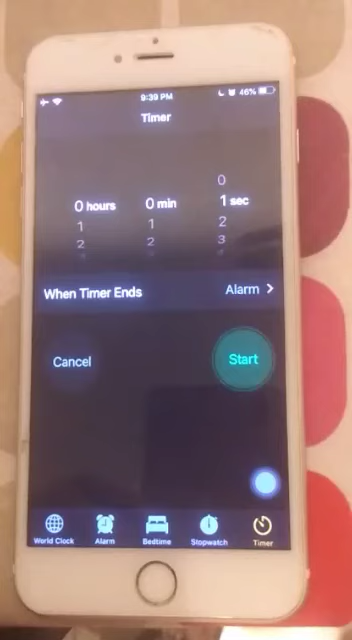 9:39 PM 46%
Timer
0
0 hours 0 min 1 sec
1 1 2
2 2 3
When Timer Ends Alarm
Cancel Start
World Clock Alarm Bedtime Stopwatch Timer